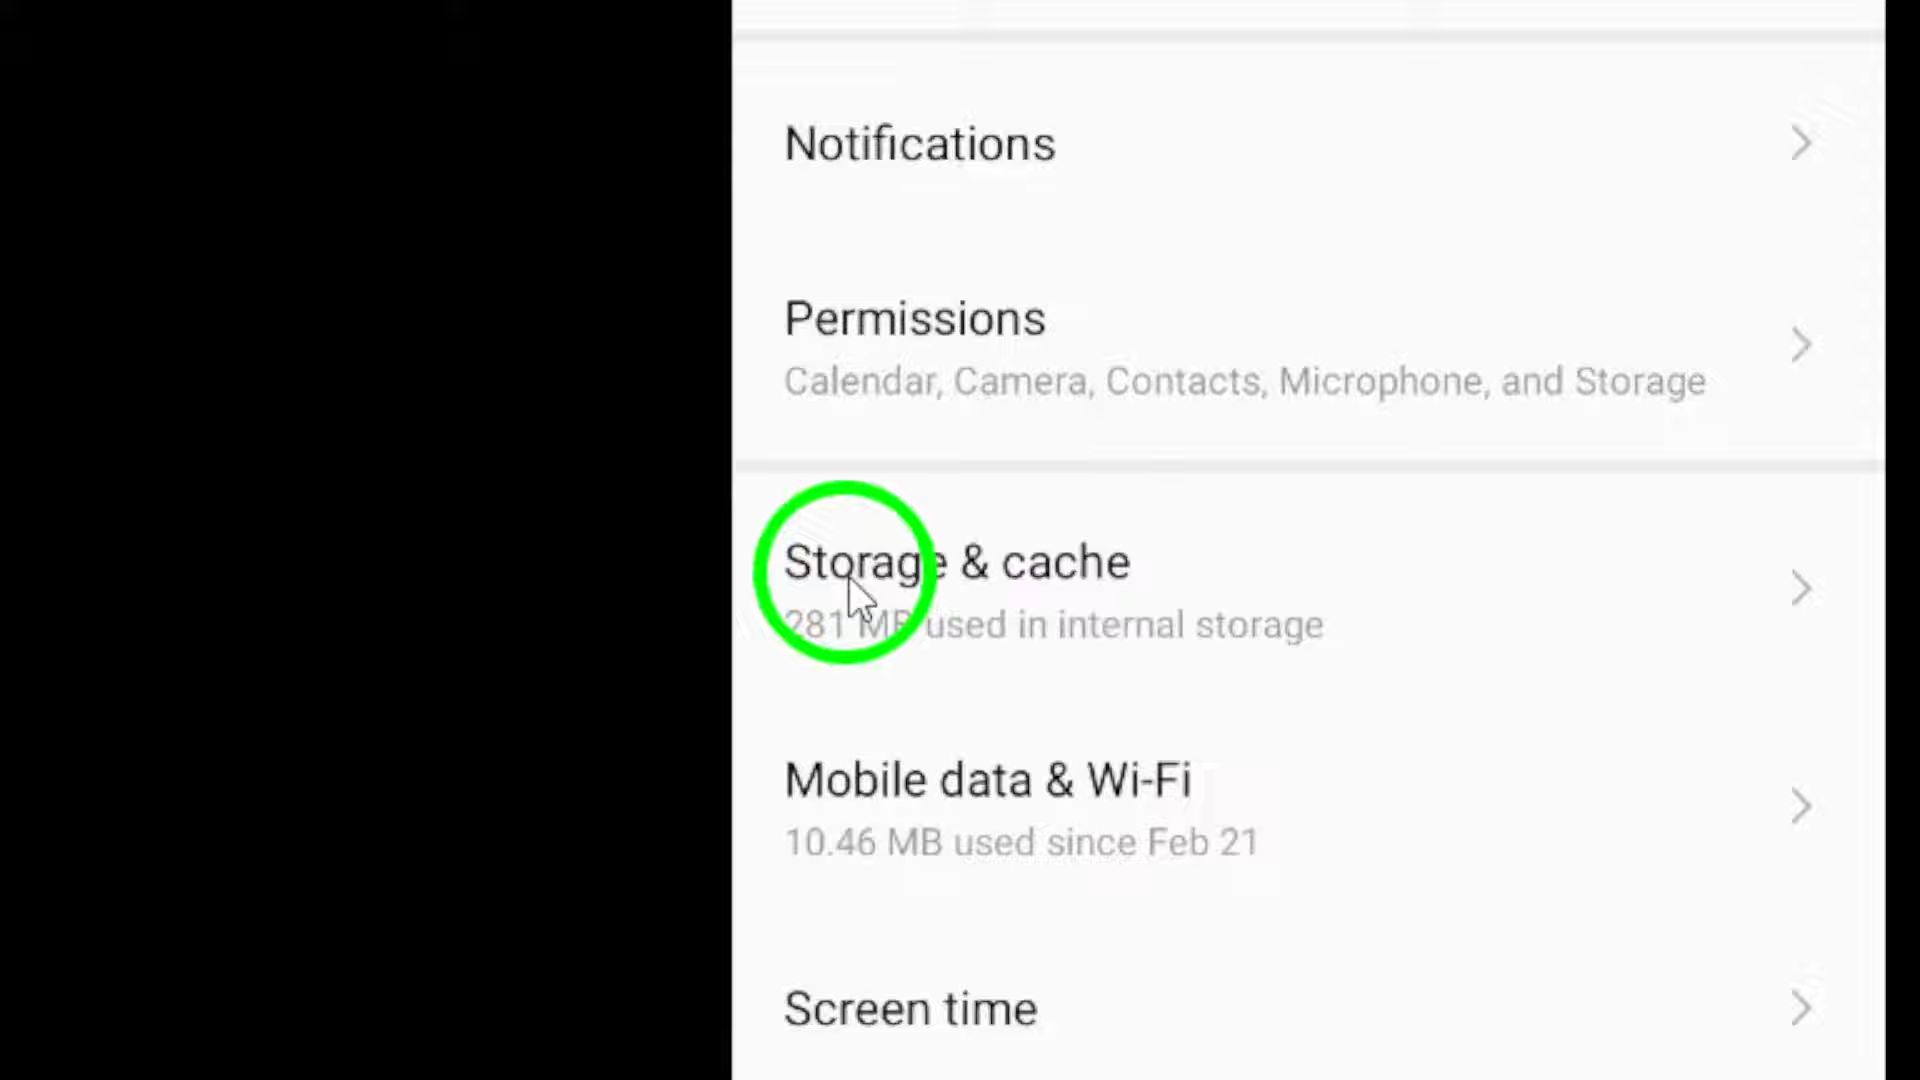 Notifications
Permissions
Calendar, Camera, Contacts, Microphone, and Storage
Storage & cache
281 MB used in internal storage
Mobile data & Wi-Fi
10.46 MB used since Feb 21
Screen time